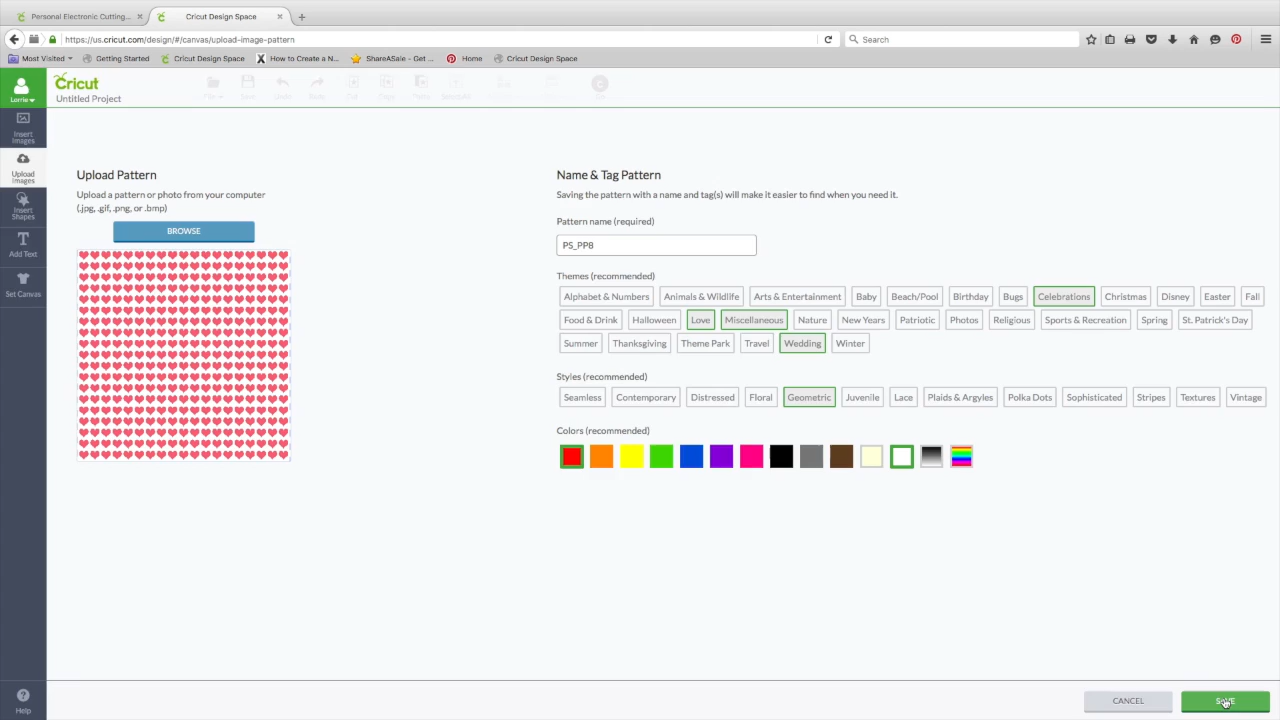 Personal Electronic Cutting...
Cricut Design Space
https://us.cricut.com/design/#/canvas/upload-image-pattern
Search
Most Visited
Getting Started
Cricut Design Space
How to Create a N...
ShareASale - Get ...
Home
Cricut Design Space
Lorrie
Cricut
Untitled Project
Insert Images
Upload Images
Insert Shapes
Add Text
Set Canvas
Help
Upload Pattern
Upload a pattern or photo from your computer
(.jpg, .gif, .png, or .bmp)
BROWSE
Name & Tag Pattern
Saving the pattern with a name and tag(s) will make it easier to find when you need it.
Pattern name (required)
PS_PP8
Themes (recommended)
Alphabet & Numbers Animals & Wildlife Arts & Entertainment Baby Beach/Pool Birthday Bugs Celebrations Christmas Disney Easter Fall
Food & Drink Halloween Love Miscellaneous Nature New Years Patriotic Photos Religious Sports & Recreation Spring St. Patrick's Day
Summer Thanksgiving Theme Park Travel Wedding Winter
Styles (recommended)
Seamless Contemporary Distressed Floral Geometric Juvenile Lace Plaids & Argyles Polka Dots Sophisticated Stripes Textures Vintage
Colors (recommended)
CANCEL
SAVE